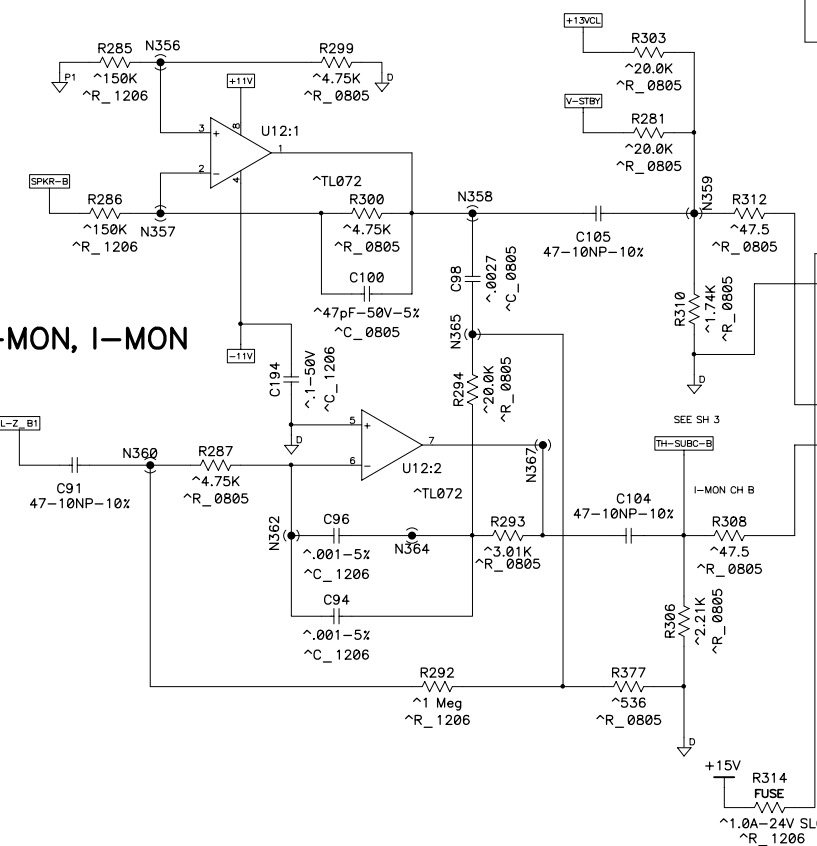 +13VCL
R303
^20.0K
^R_0805
V-STBY
R281
^20.0K
^R_0805
R285
^150K
^R_1206
P1
N356
R299
^4.75K
^R_0805
D
+11V
8
3
+
2
-
1
4
U12:1
^TL072
SPKR-B
R286
^150K
^R_1206
N357
R300
^4.75K
^R_0805
C100
^47pF-50V-5%
^C_0805
N358
C105
47-10NP-10%
N359
R312
^47.5
^R_0805
C98
^.0027
^C_0805
N365
R294
^20.0K
^R_0805
R310
^1.74K
^R_0805
D
-MON, I-MON
-11V
C194
^.1-50V
^C_1206
D
5
+
6
-
7
U12:2
^TL072
N367
SEE SH 3
TH-SUBC-B
I-MON CH B
L-Z_B1
C91
47-10NP-10%
N360
R287
^4.75K
^R_0805
N362
C96
^.001-5%
^C_1206
N364
R293
^3.01K
^R_0805
C104
47-10NP-10%
R308
^47.5
^R_0805
C94
^.001-5%
^C_1206
R306
^2.21K
^R_0805
R292
^1 Meg
^R_1206
R377
^536
^R_0805
D
+15V
R314
FUSE
^1.0A-24V
^R_1206